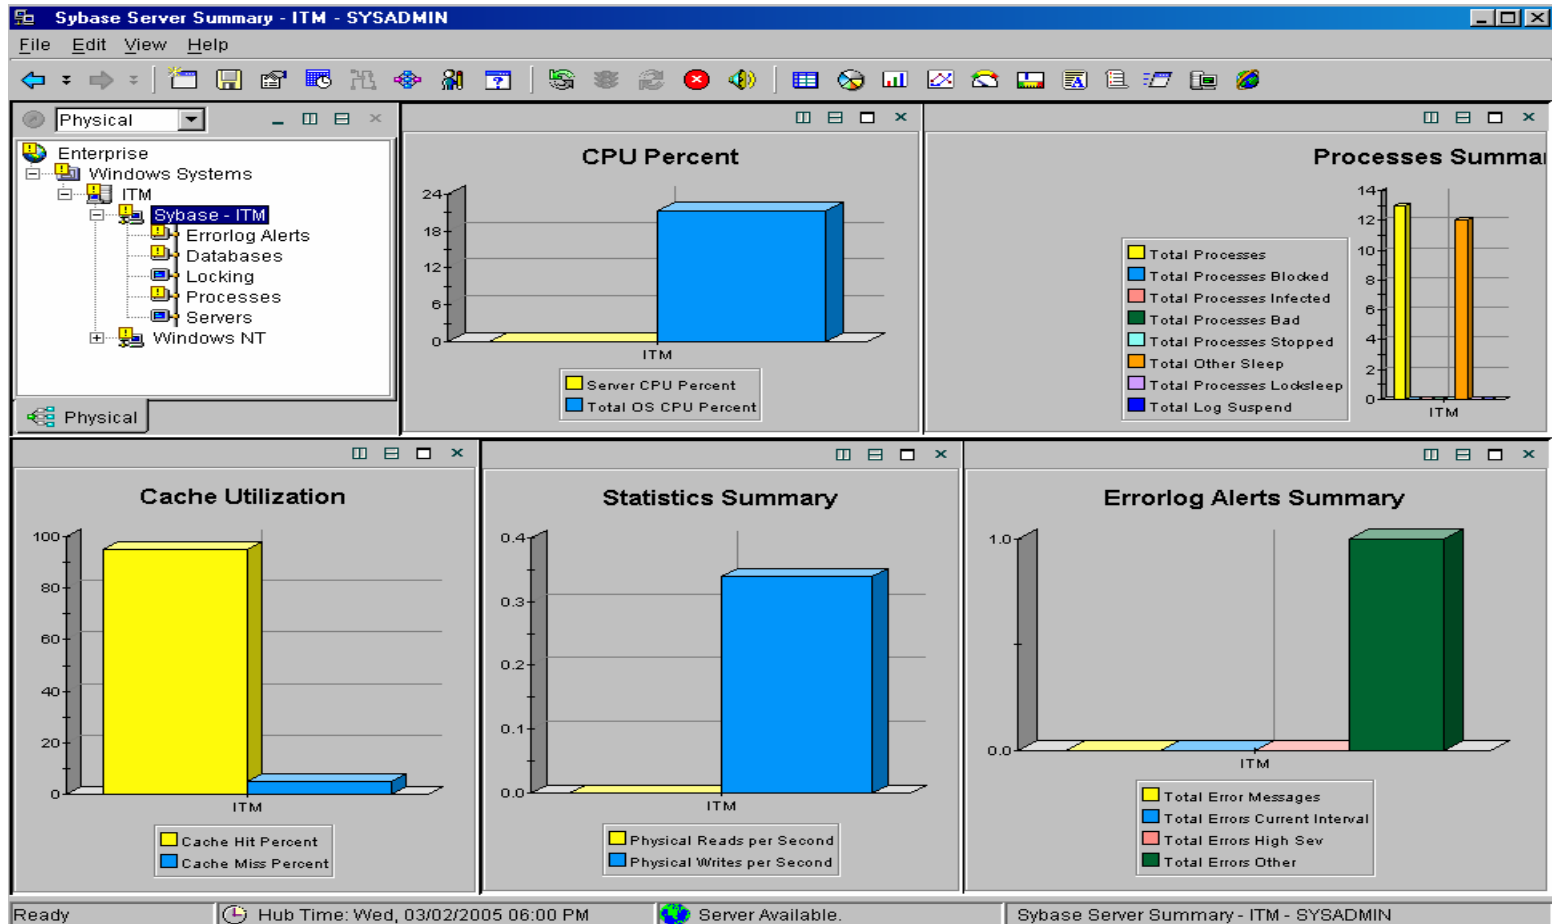 Sybase Server Summary - ITM - SYSADMIN
File Edit View Help
Physical
Enterprise
Windows Systems
ITM
Sybase - ITM
Errorlog Alerts
Databases
Locking
Processes
Servers
Windows NT
Physical
CPU Percent
24
18
12
6
0
ITM
Server CPU Percent
Total OS CPU Percent
Processes Summa
Total Processes
Total Processes Blocked
Total Processes Infected
Total Processes Bad
Total Processes Stopped
Total Other Sleep
Total Processes Locksleep
Total Log Suspend
14
12
10
8
6
4
2
0
ITM
Cache Utilization
100
80
60
40
20
0
ITM
Cache Hit Percent
Cache Miss Percent
Statistics Summary
0.4
0.3
0.2
0.1
0.0
ITM
Physical Reads per Second
Physical Writes per Second
Errorlog Alerts Summary
1.0
0.0
ITM
Total Error Messages
Total Errors Current Interval
Total Errors High Sev
Total Errors Other
Ready
Hub Time: Wed, 03/02/2005 06:00 PM
Server Available.
Sybase Server Summary - ITM - SYSADMIN